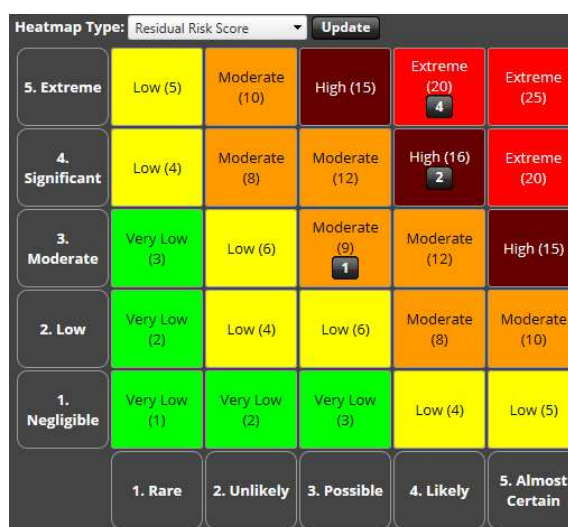 Heatmap Type: Residual Risk Score Update
5. Extreme
Low (5)
Moderate
(10)
High (15)
Extreme
(20)
4
Extreme
(25)
4.
Significant
Low (4)
Moderate
(8)
Moderate
(12)
High (16)
2
Extreme
(20)
3.
Moderate
Very Low
(3)
Low (6)
Moderate
(9)
1
Moderate
(12)
High (15)
2. Low
Very Low
(2)
Low (4)
Low (6)
Moderate
(8)
Moderate
(10)
1.
Negligible
Very Low
(1)
Very Low
(2)
Very Low
(3)
Low (4)
Low (5)
1. Rare
2. Unlikely
3. Possible
4. Likely
5. Almost
Certain